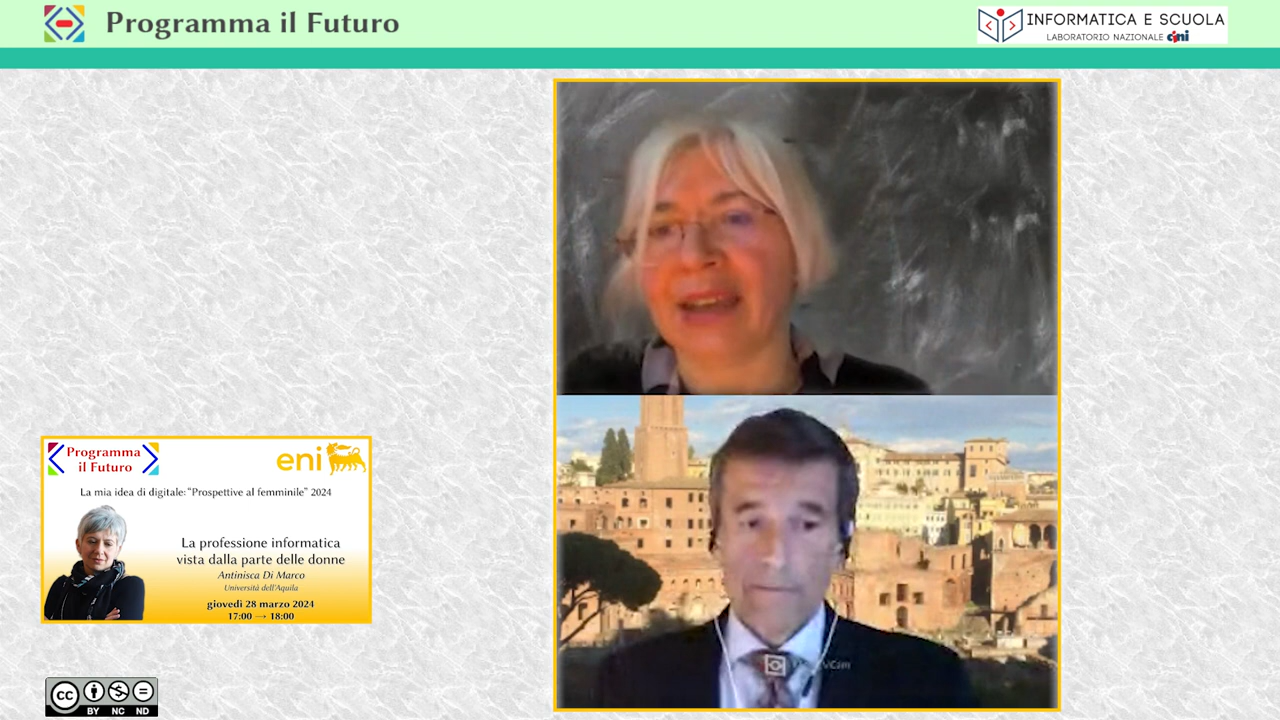 Programma il Futuro
INFORMATICA E SCUOLA
LABORATORIO NAZIONALE cini
Programma
il Futuro
eni
La mia idea di digitale: "Prospettive al femminile" 2024
La professione informatica
vista dalla parte delle donne
Antinisca Di Marco
Università dell'Aquila
giovedì 28 marzo 2024
17:00 → 18:00
cc
BY NC ND